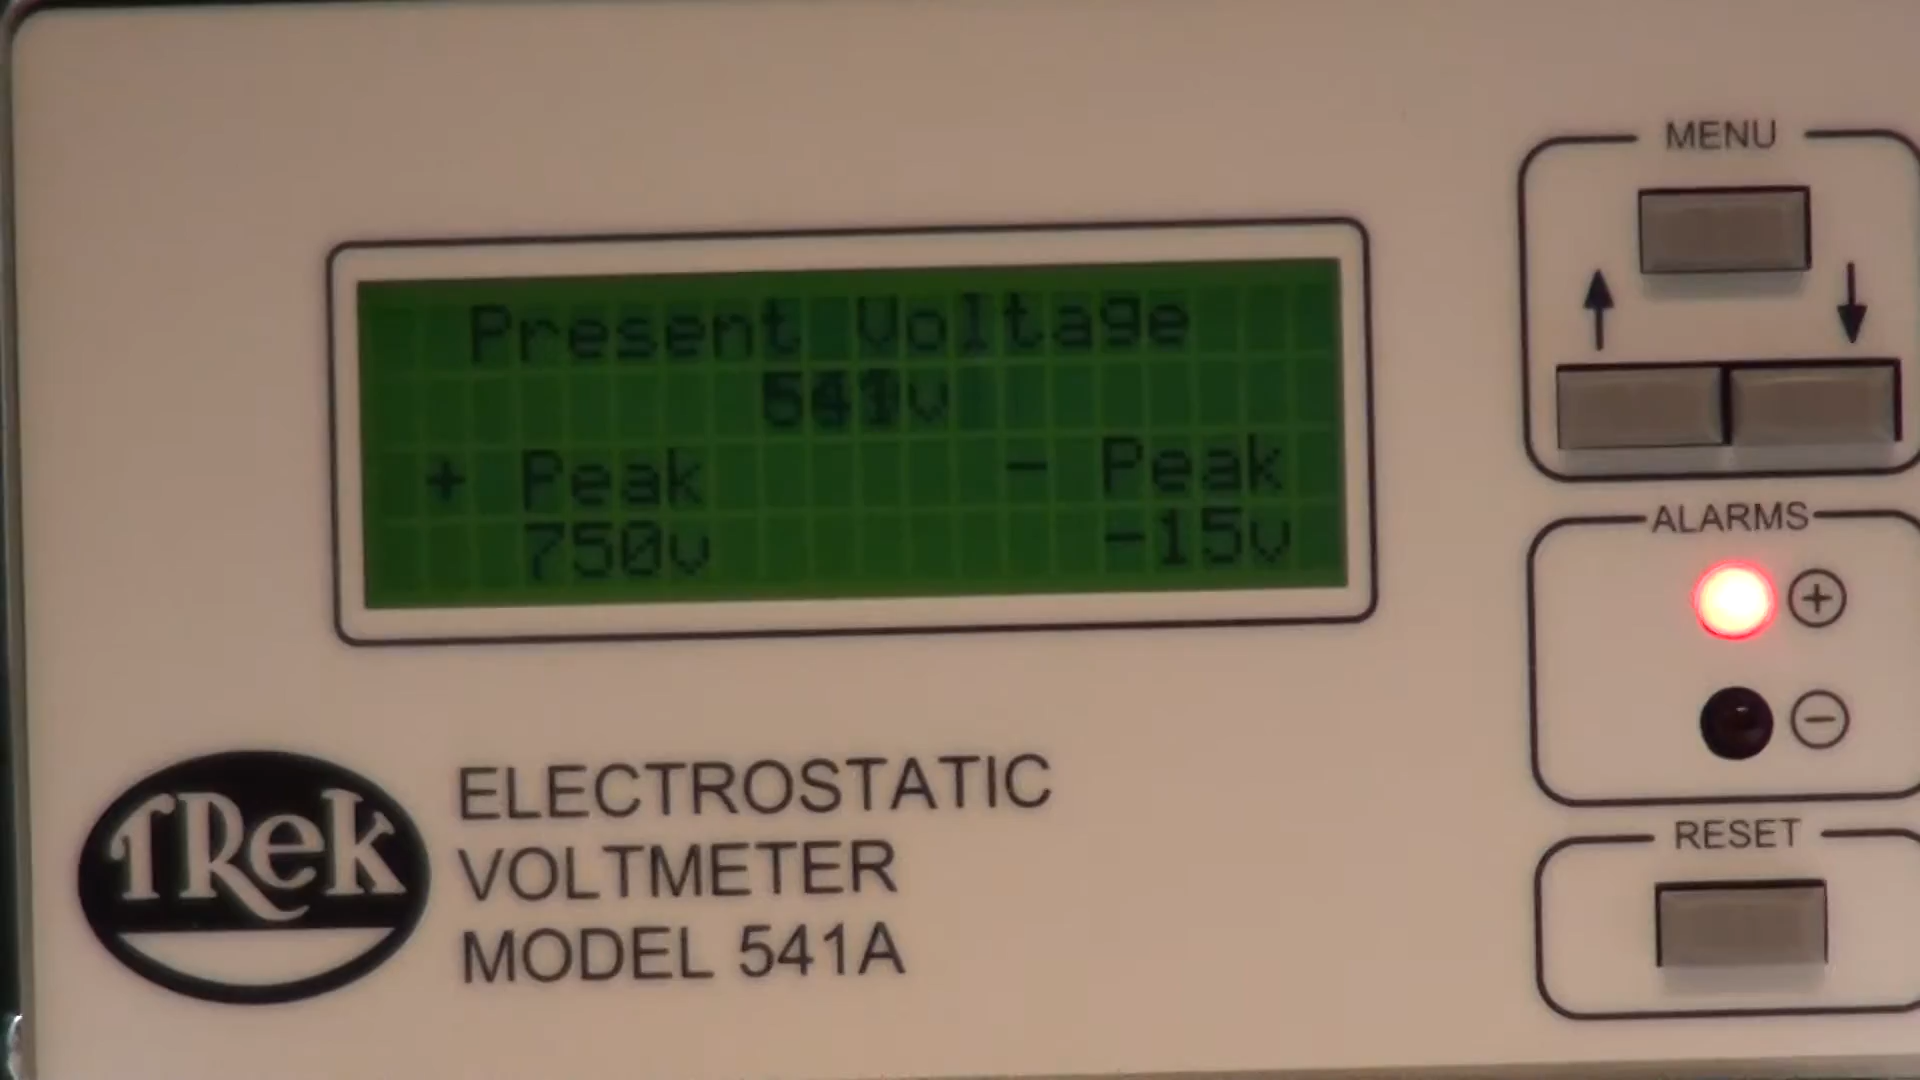 Present Voltage
541v
+ Peak - Peak
750v -15v
MENU
ALARMS
+
-
RESET
TRek
ELECTROSTATIC
VOLTMETER
MODEL 541A